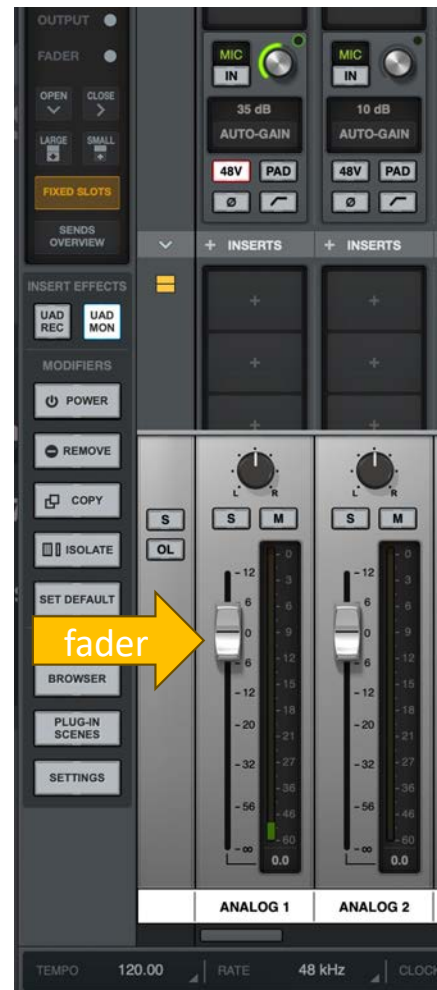 OUTPUT
FADER
OPEN CLOSE
LARGE SMALL
FIXED SLOTS
SENDS
OVERVIEW
INSERT EFFECTS
UAD
REC
UAD
MON
MODIFIERS
POWER
REMOVE
COPY
ISOLATE
SET DEFAULT
fader
BROWSER
PLUG-IN
SCENES
SETTINGS
S
OL
MIC
IN
35 dB
AUTO-GAIN
48V PAD
Ø
+ INSERTS
+
+
+
L R
S M
12
6
0
6
12
20
32
56
∞
0
3
6
9
12
15
18
21
27
36
46
60
0.0
ANALOG 1
MIC
IN
10 dB
AUTO-GAIN
48V PAD
Ø
+ INSERTS
+
+
+
L R
S M
12
6
0
6
12
20
32
56
∞
0
3
6
9
12
15
18
21
27
36
46
60
0.0
ANALOG 2
TEMPO 120.00 RATE 48 kHz